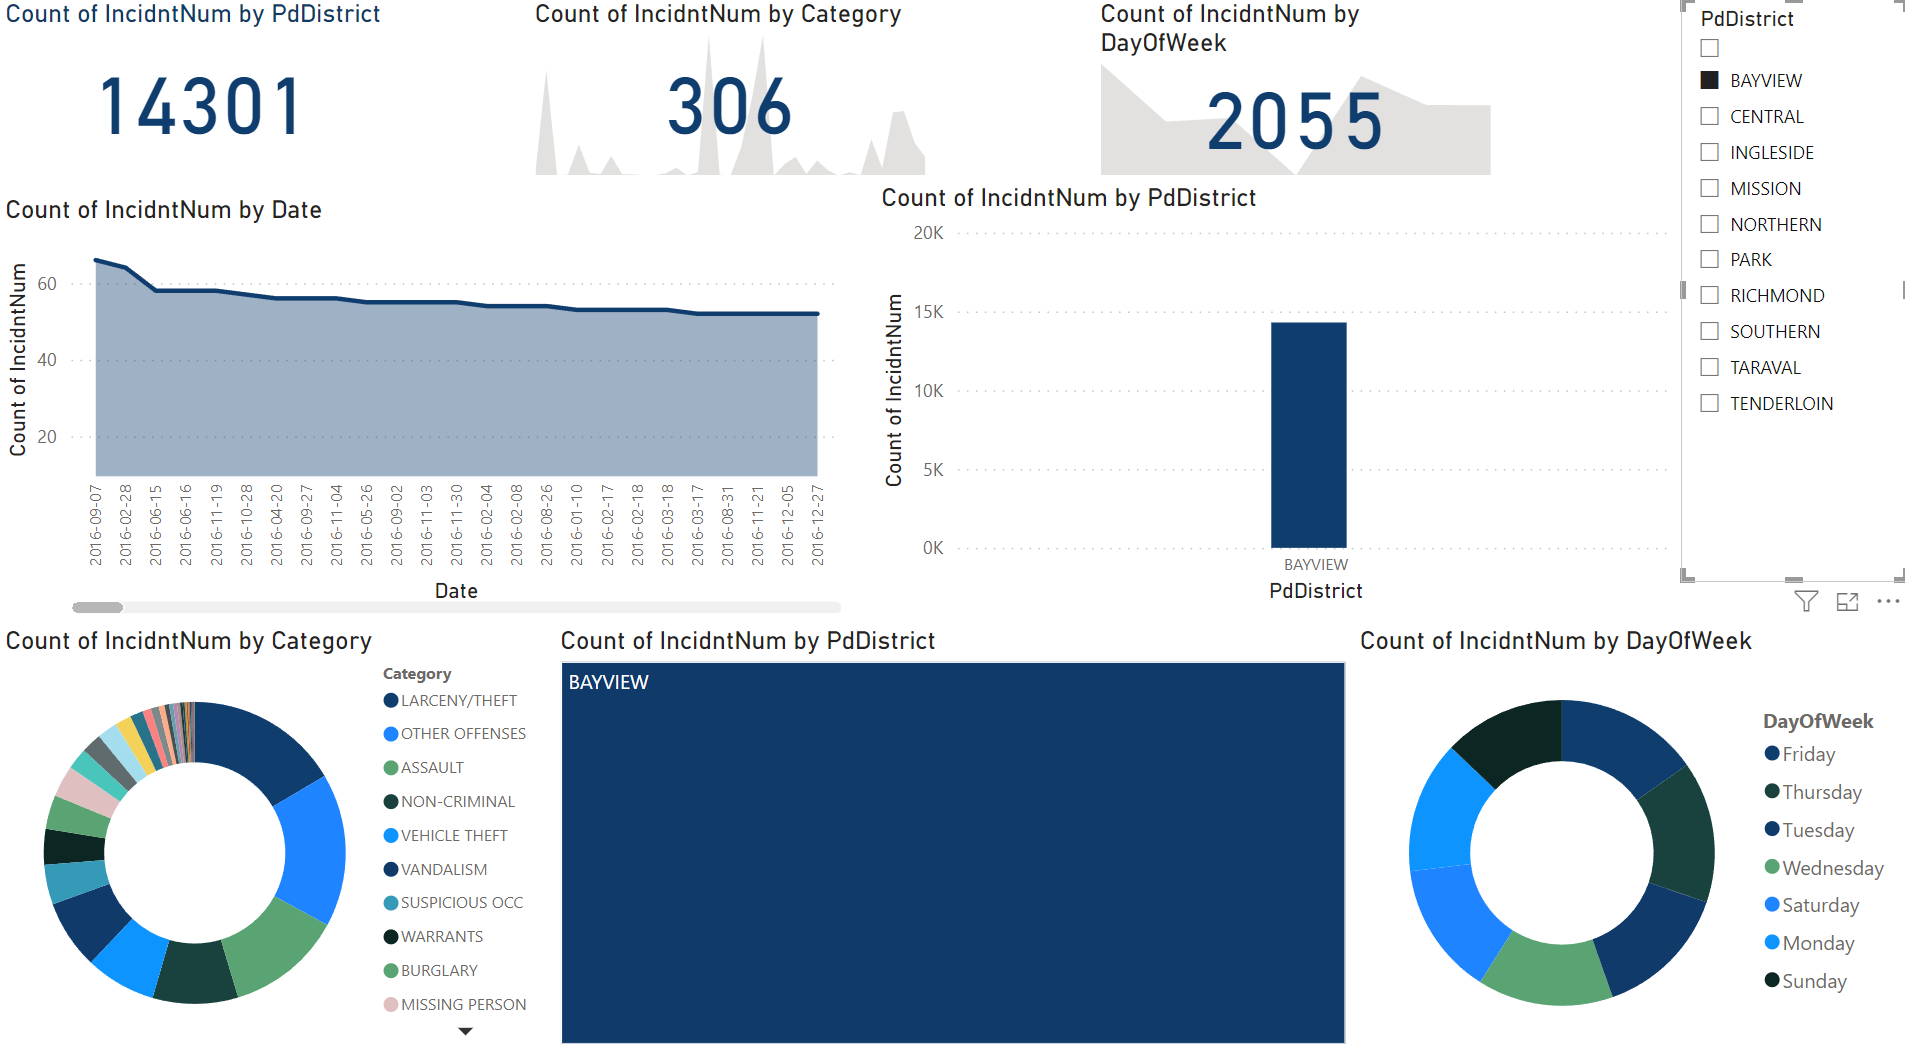 Count of IncidntNum by PdDistrict
14301
Count of IncidntNum by Category
306
Count of IncidntNum by
DayOfWeek
2055
PdDistrict
BAYVIEW
CENTRAL
INGLESIDE
MISSION
NORTHERN
PARK
RICHMOND
SOUTHERN
TARAVAL
TENDERLOIN
Count of IncidntNum by Date
Count of IncidntNum
60
40
20
2016-09-07
2016-02-28
2016-06-15
2016-06-16
2016-11-19
2016-10-28
2016-04-20
2016-09-27
2016-11-04
2016-05-26
2016-09-02
2016-11-03
2016-11-30
2016-02-04
2016-02-08
2016-08-26
2016-01-10
2016-02-17
2016-02-18
2016-03-18
2016-03-17
2016-08-31
2016-11-21
2016-12-05
2016-12-27
Date
Count of IncidntNum by PdDistrict
Count of IncidntNum
20K
15K
10K
5K
0K
BAYVIEW
PdDistrict
Count of IncidntNum by Category
Category
LARCENY/THEFT
OTHER OFFENSES
ASSAULT
NON-CRIMINAL
VEHICLE THEFT
VANDALISM
SUSPICIOUS OCC
WARRANTS
BURGLARY
MISSING PERSON
Count of IncidntNum by PdDistrict
BAYVIEW
Count of IncidntNum by DayOfWeek
DayOfWeek
Friday
Thursday
Tuesday
Wednesday
Saturday
Monday
Sunday